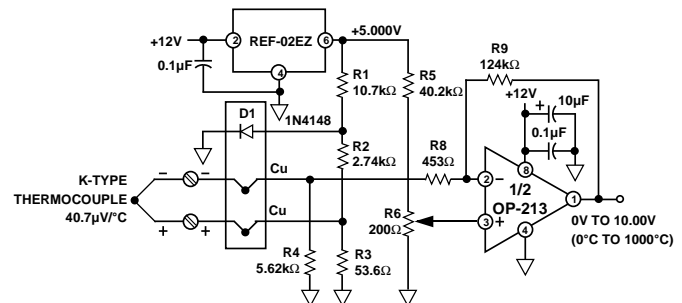 REF-02EZ
2
6
4
+12V
0.1µF
+5.000V
R1
10.7kΩ
R5
40.2kΩ
R9
124kΩ
D1
1N4148
R2
2.74kΩ
+12V
+
10µF
0.1µF
Cu
Cu
R8
453Ω
K-TYPE
THERMOCOUPLE
40.7µV/°C
–
–
+
+
R4
5.62kΩ
R3
53.6Ω
R6
200Ω
8
2
–
3
+
1
4
1/2
OP-213
0V TO 10.00V
(0°C TO 1000°C)